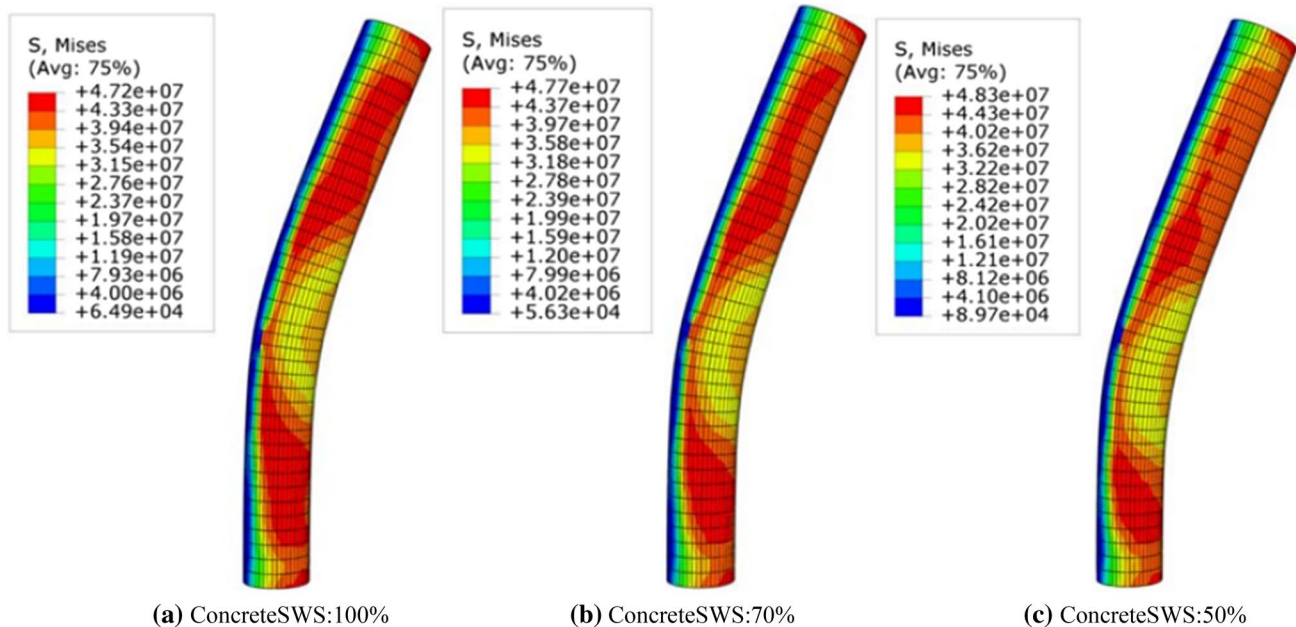 S, Mises
(Avg: 75%)
+4.72e+07
+4.33e+07
+3.94e+07
+3.54e+07
+3.15e+07
+2.76e+07
+2.37e+07
+1.97e+07
+1.58e+07
+1.19e+07
+7.93e+06
+4.00e+06
+6.49e+04
S, Mises
(Avg: 75%)
+4.77e+07
+4.37e+07
+3.97e+07
+3.58e+07
+3.18e+07
+2.78e+07
+2.39e+07
+1.99e+07
+1.59e+07
+1.20e+07
+7.99e+06
+4.02e+06
+5.63e+04
S, Mises
(Avg: 75%)
+4.83e+07
+4.43e+07
+4.02e+07
+3.62e+07
+3.22e+07
+2.82e+07
+2.42e+07
+2.02e+07
+1.61e+07
+1.21e+07
+8.12e+06
+4.10e+06
+8.97e+04
(a) ConcreteSWS:100%
(b) ConcreteSWS:70%
(c) ConcreteSWS:50%